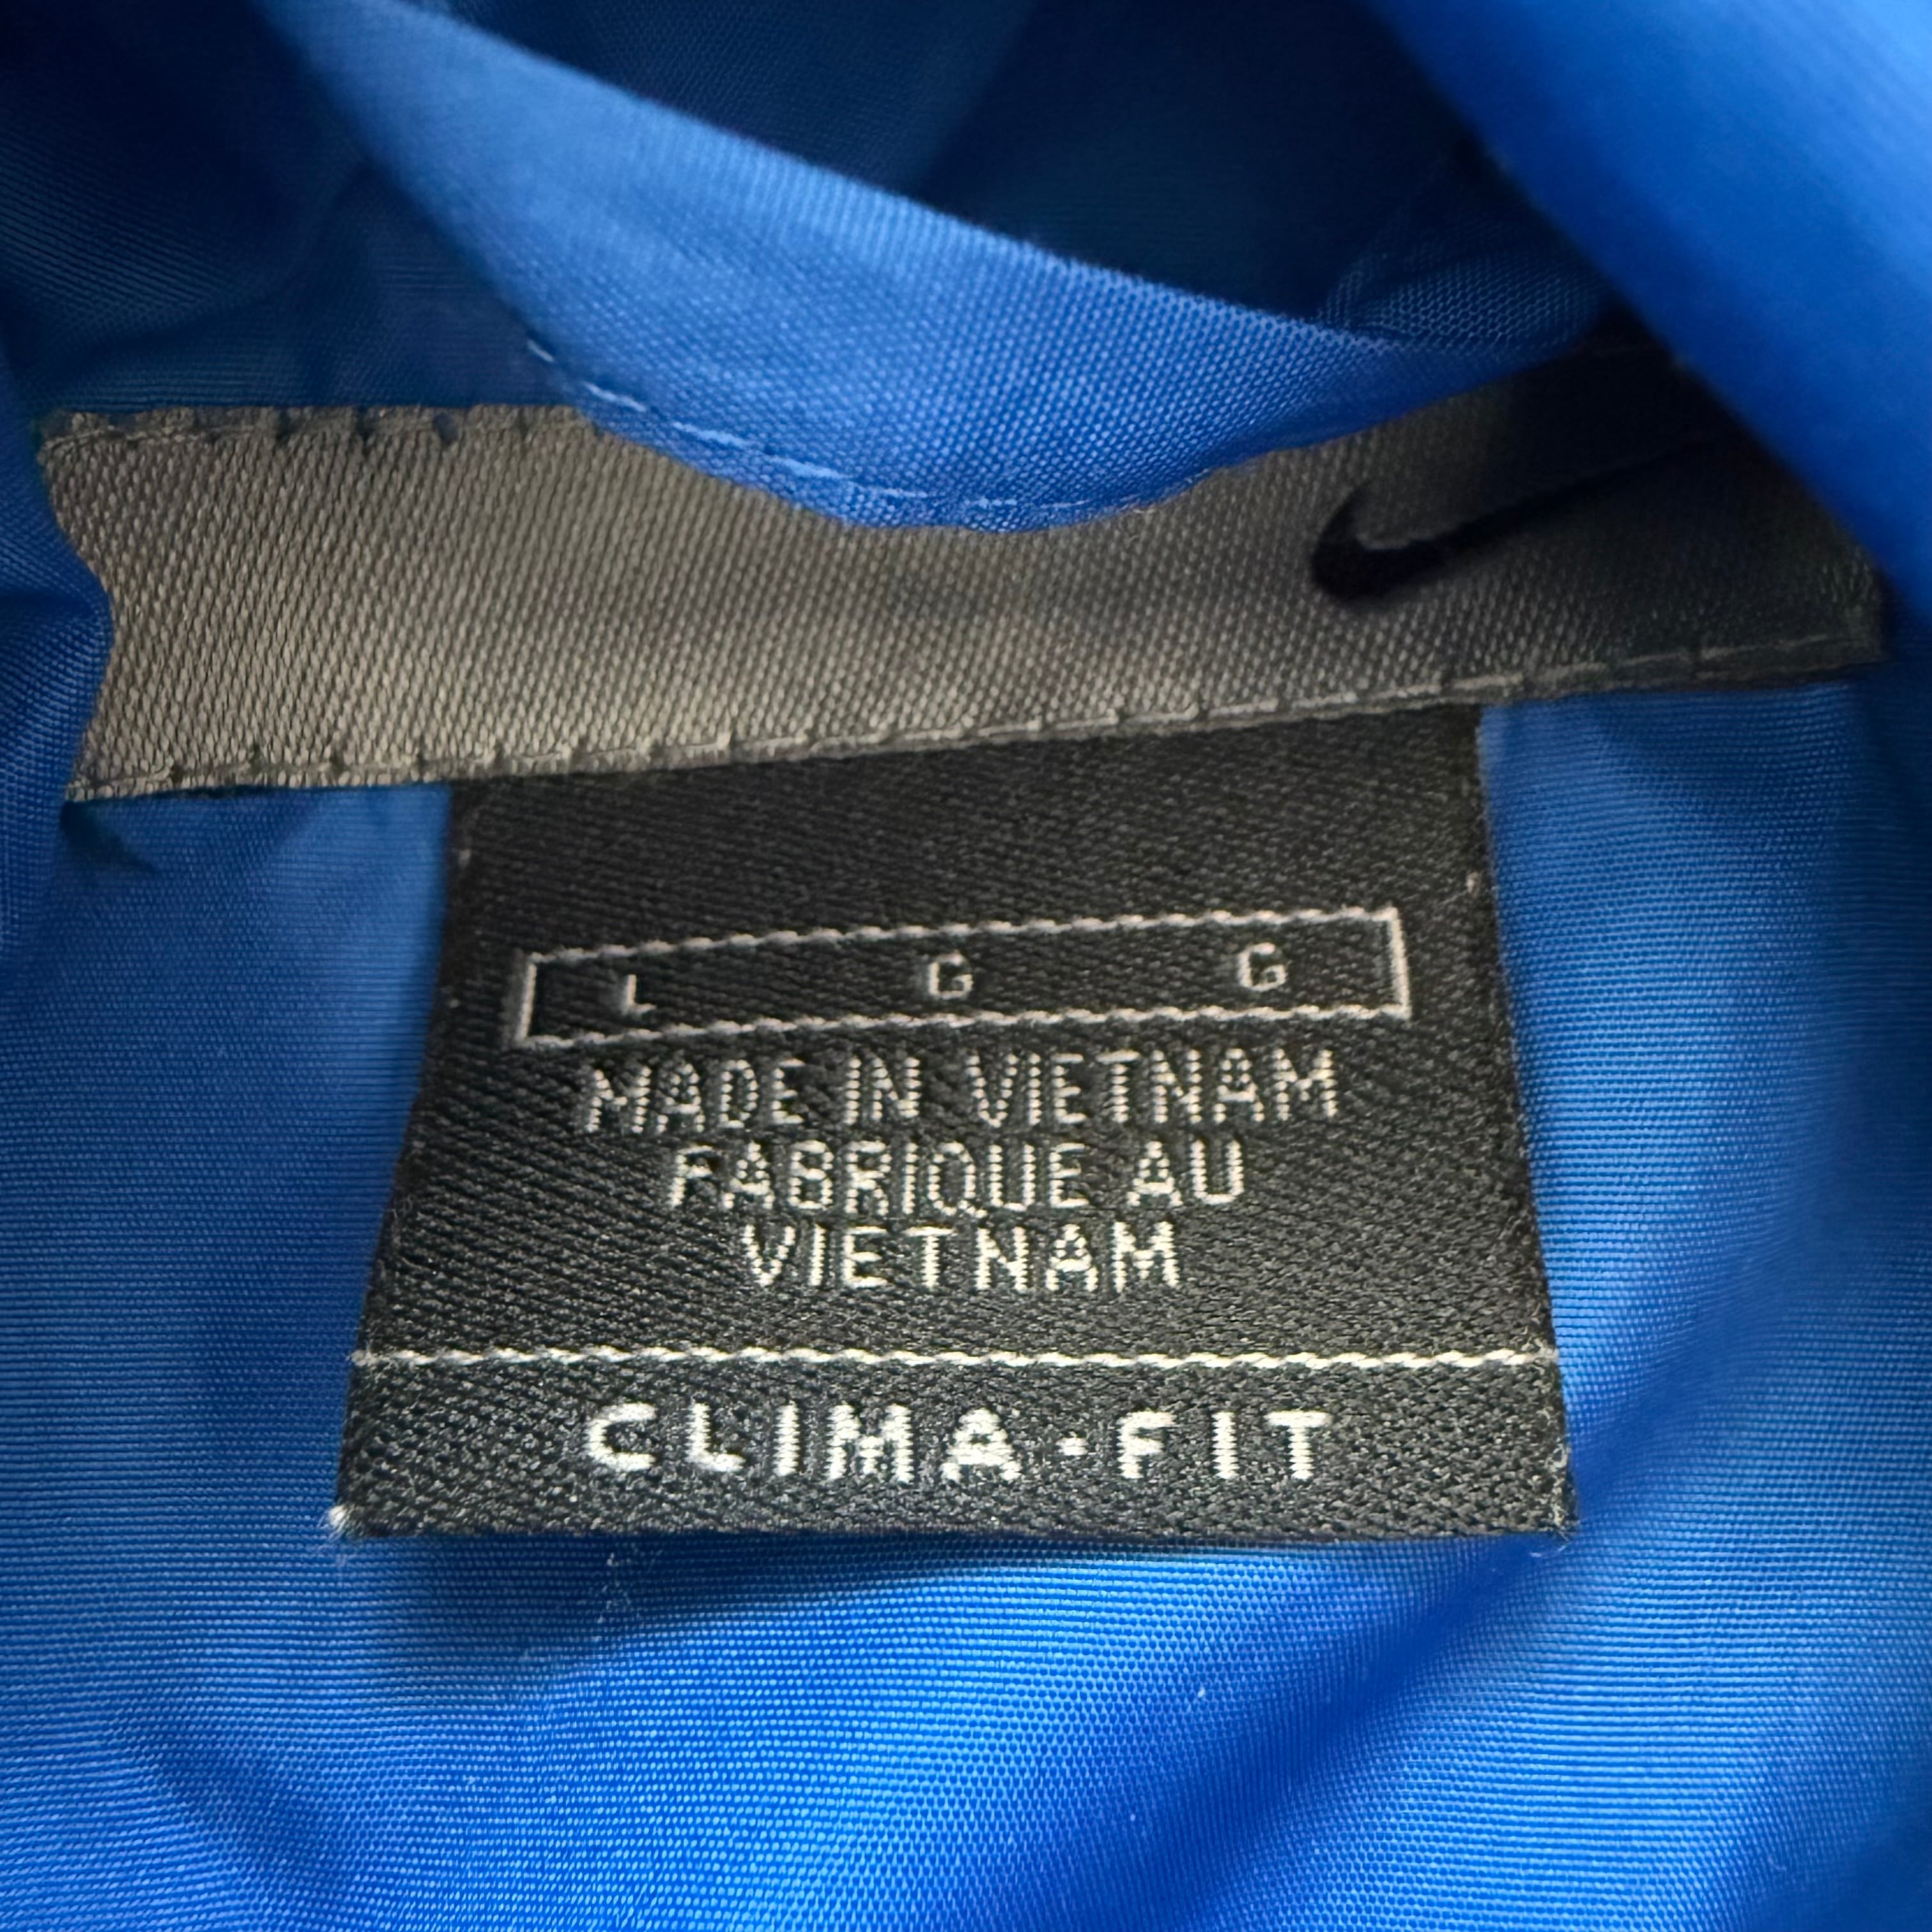 L G G
MADE IN VIETNAM
FABRIQUE AU
VIETNAM
CLIMA·FIT